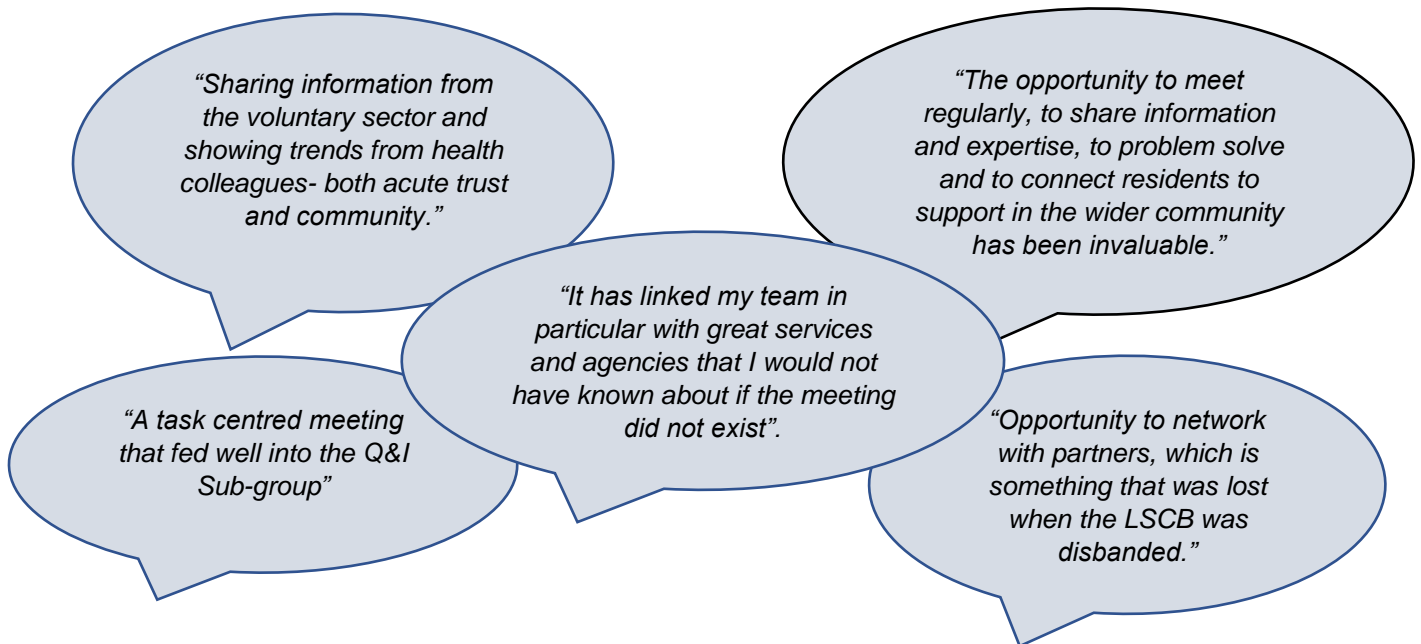 “Sharing information from
the voluntary sector and
showing trends from health
colleagues- both acute trust
and community.”
“The opportunity to meet
regularly, to share information
and expertise, to problem solve
and to connect residents to
support in the wider community
has been invaluable.”
“It has linked my team in
particular with great services
and agencies that I would not
have known about if the meeting
did not exist”.
“A task centred meeting
that fed well into the Q&I
Sub-group”
“Opportunity to network
with partners, which is
something that was lost
when the LSCB was
disbanded.”